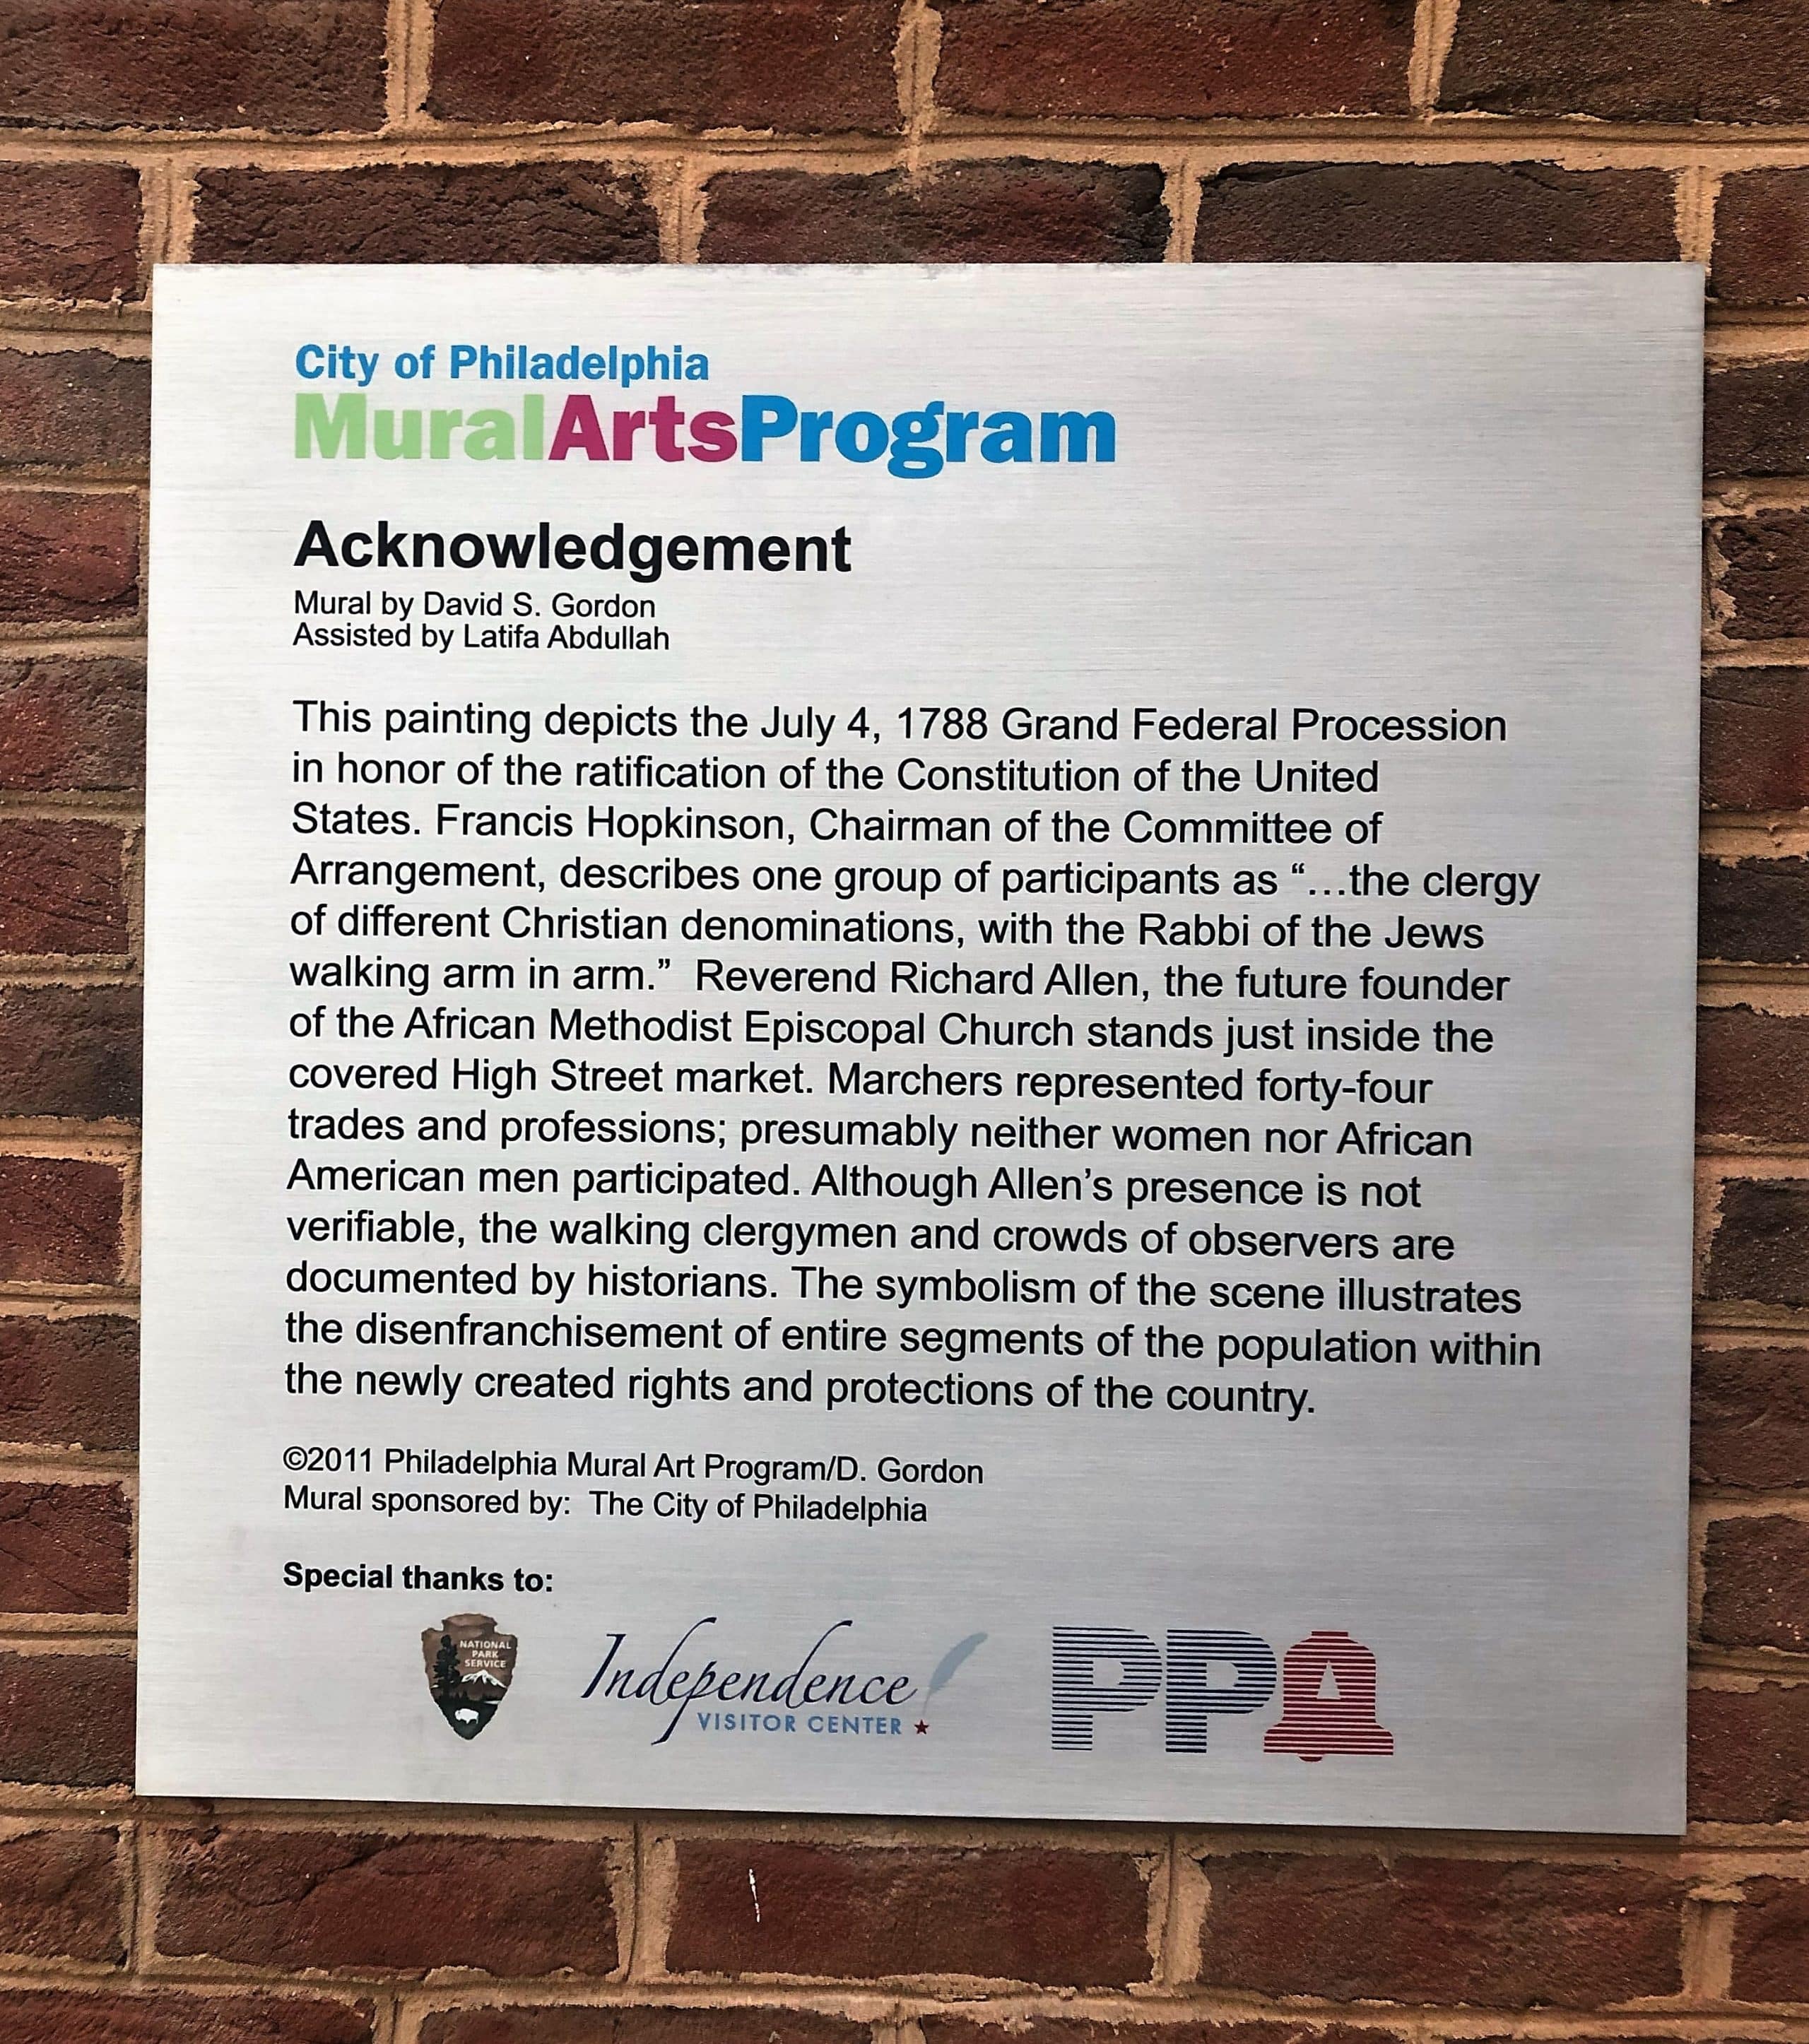 City of Philadelphia
MuralArtsProgram
Acknowledgement
Mural by David S. Gordon
Assisted by Latifa Abdullah
This painting depicts the July 4, 1788 Grand Federal Procession
in honor of the ratification of the Constitution of the United
States. Francis Hopkinson, Chairman of the Committee of
Arrangement, describes one group of participants as “…the clergy
of different Christian denominations, with the Rabbi of the Jews
walking arm in arm.”  Reverend Richard Allen, the future founder
of the African Methodist Episcopal Church stands just inside the
covered High Street market. Marchers represented forty-four
trades and professions; presumably neither women nor African
American men participated. Although Allen’s presence is not
verifiable, the walking clergymen and crowds of observers are
documented by historians. The symbolism of the scene illustrates
the disenfranchisement of entire segments of the population within
the newly created rights and protections of the country.
©2011 Philadelphia Mural Art Program/D. Gordon
Mural sponsored by:  The City of Philadelphia
Special thanks to:
NATIONAL
PARK
SERVICE
Independence
VISITOR CENTER
PPA